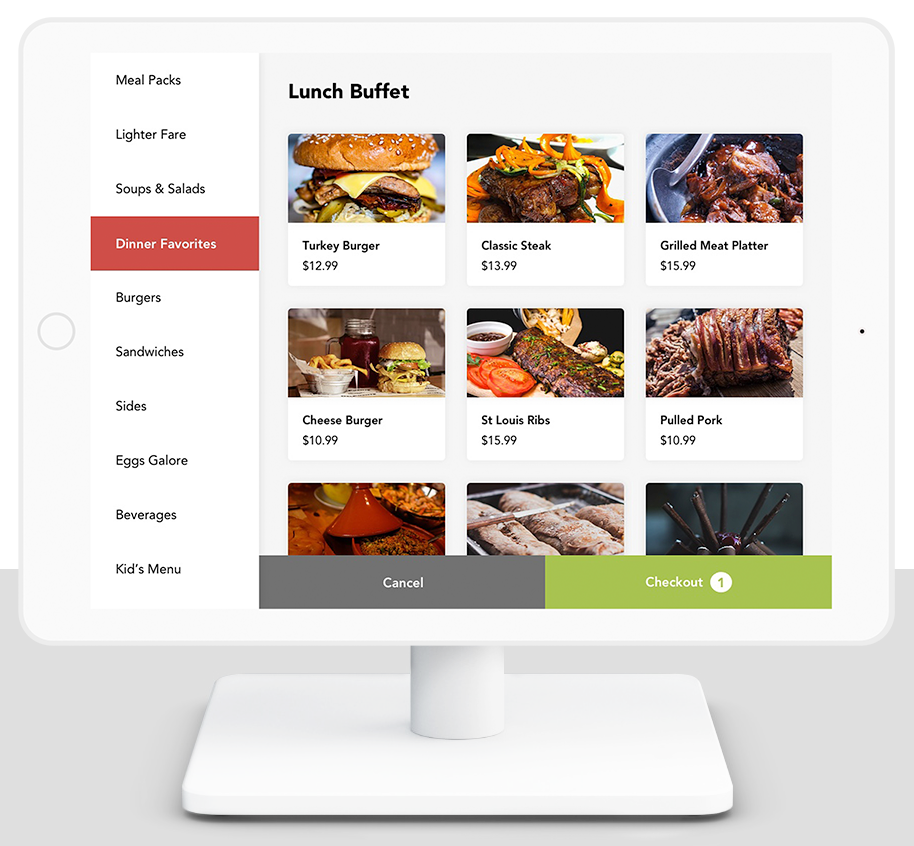 Meal Packs
Lighter Fare
Soups & Salads
Dinner Favorites
Burgers
Sandwiches
Sides
Eggs Galore
Beverages
Kid's Menu
Lunch Buffet
Turkey Burger
$12.99
Classic Steak
$13.99
Grilled Meat Platter
$15.99
Cheese Burger
$10.99
St Louis Ribs
$15.99
Pulled Pork
$10.99
Cancel
Checkout 1